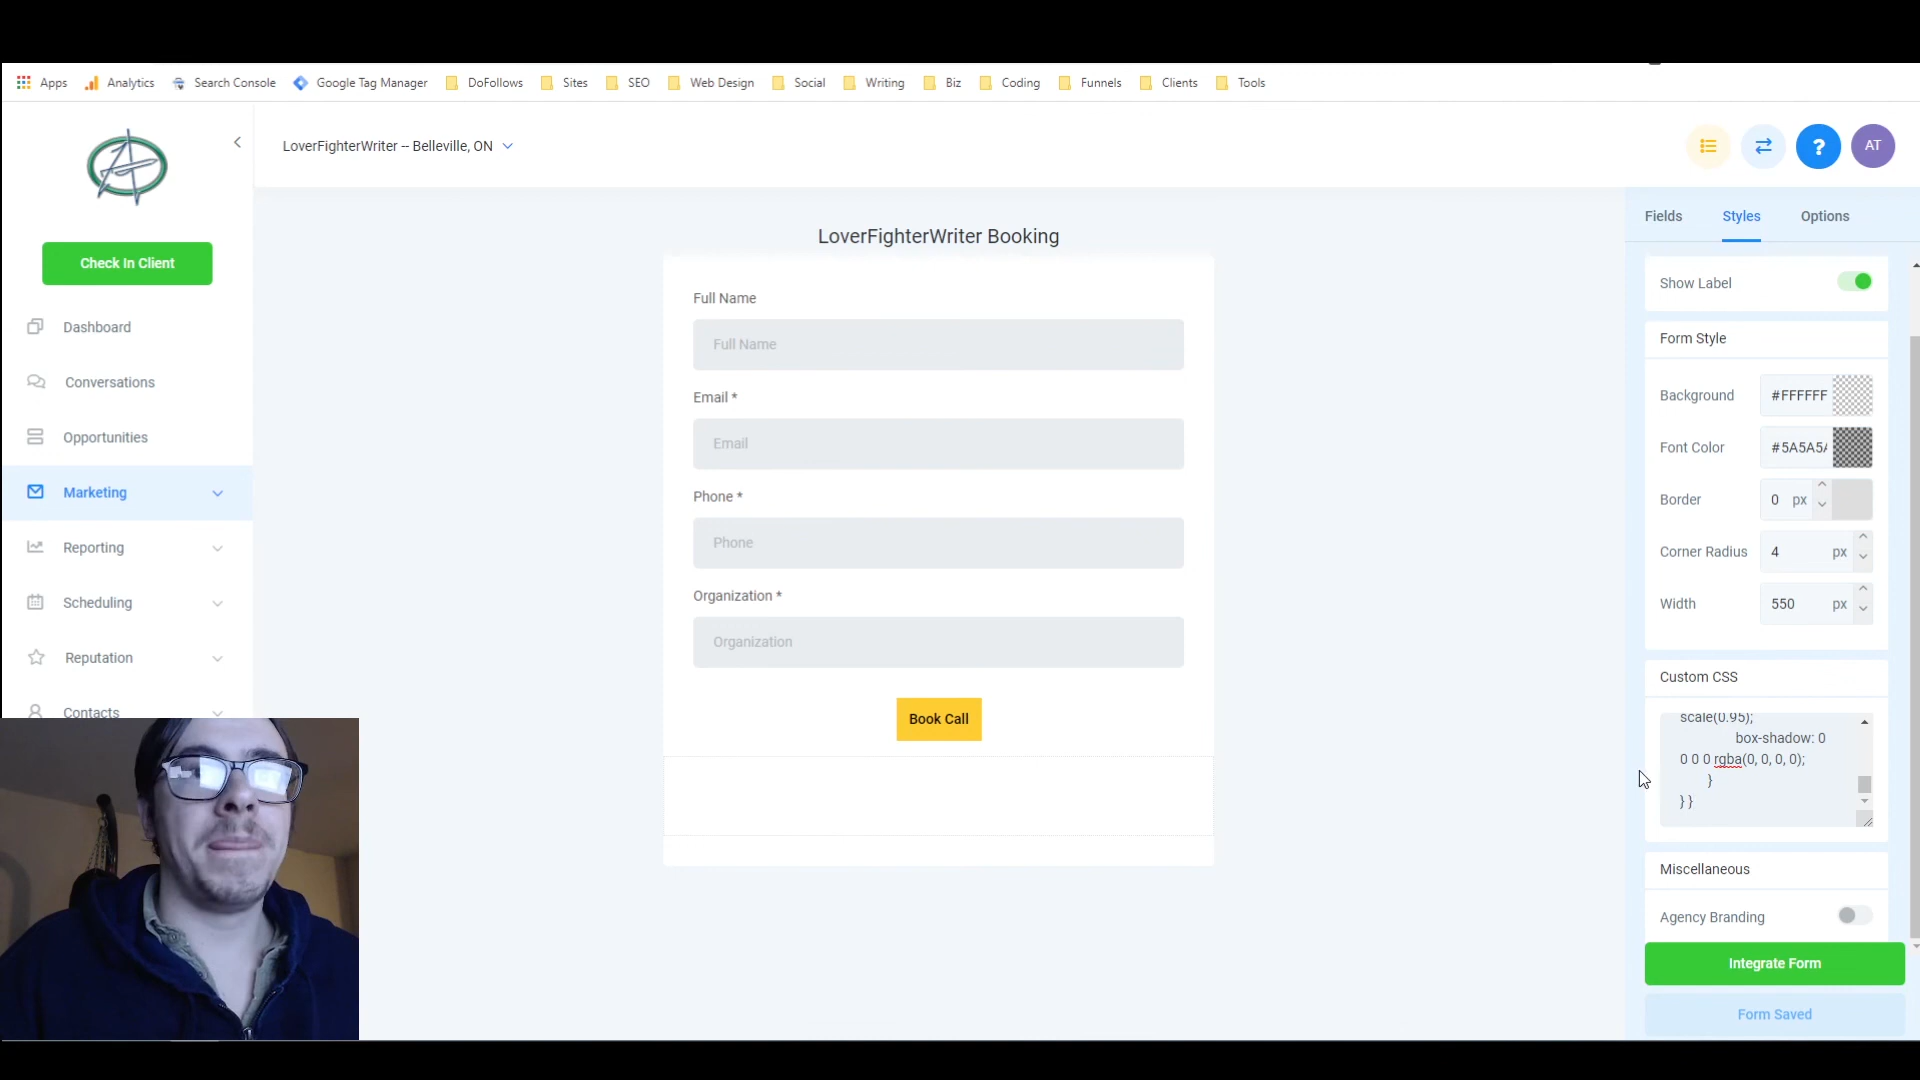 Apps Analytics Search Console Google Tag Manager DoFollows Sites SEO Web Design Social Writing Biz Coding Funnels Clients Tools
LoverFighterWriter -- Belleville, ON
? AT
Check In Client
Dashboard
Conversations
Opportunities
Marketing
Reporting
Scheduling
Reputation
Contacts
LoverFighterWriter Booking
Full Name
Full Name
Email *
Email
Phone *
Phone
Organization *
Organization
Book Call
Fields Styles Options
Show Label
Form Style
Background #FFFFFF
Font Color #5A5A5A
Border 0 px
Corner Radius 4 px
Width 550 px
Custom CSS
scale(0.95);
box-shadow: 0
0 0 0 rgba(0, 0, 0, 0);
}
} }
Miscellaneous
Agency Branding
Integrate Form
Form Saved